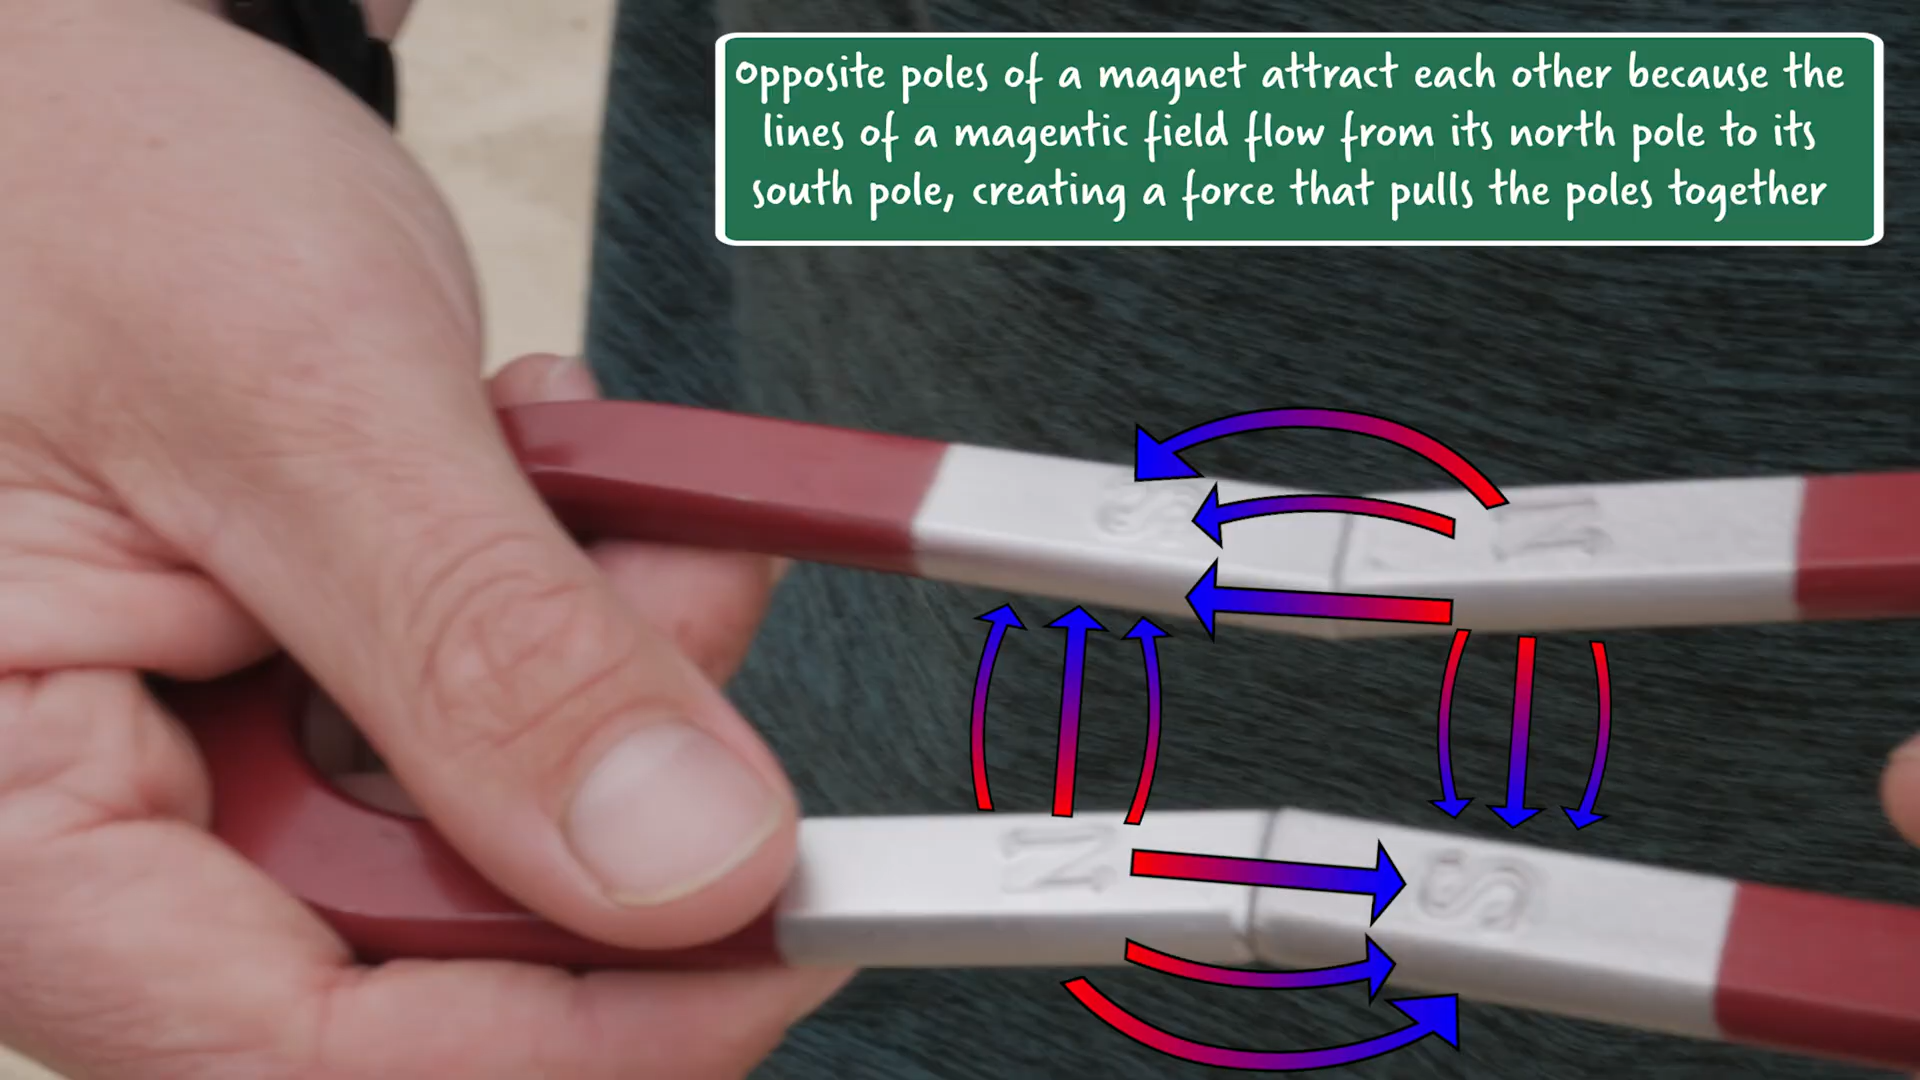 Opposite poles of a magnet attract each other because the
lines of a magentic field flow from its north pole to its
south pole, creating a force that pulls the poles together
S N
N S